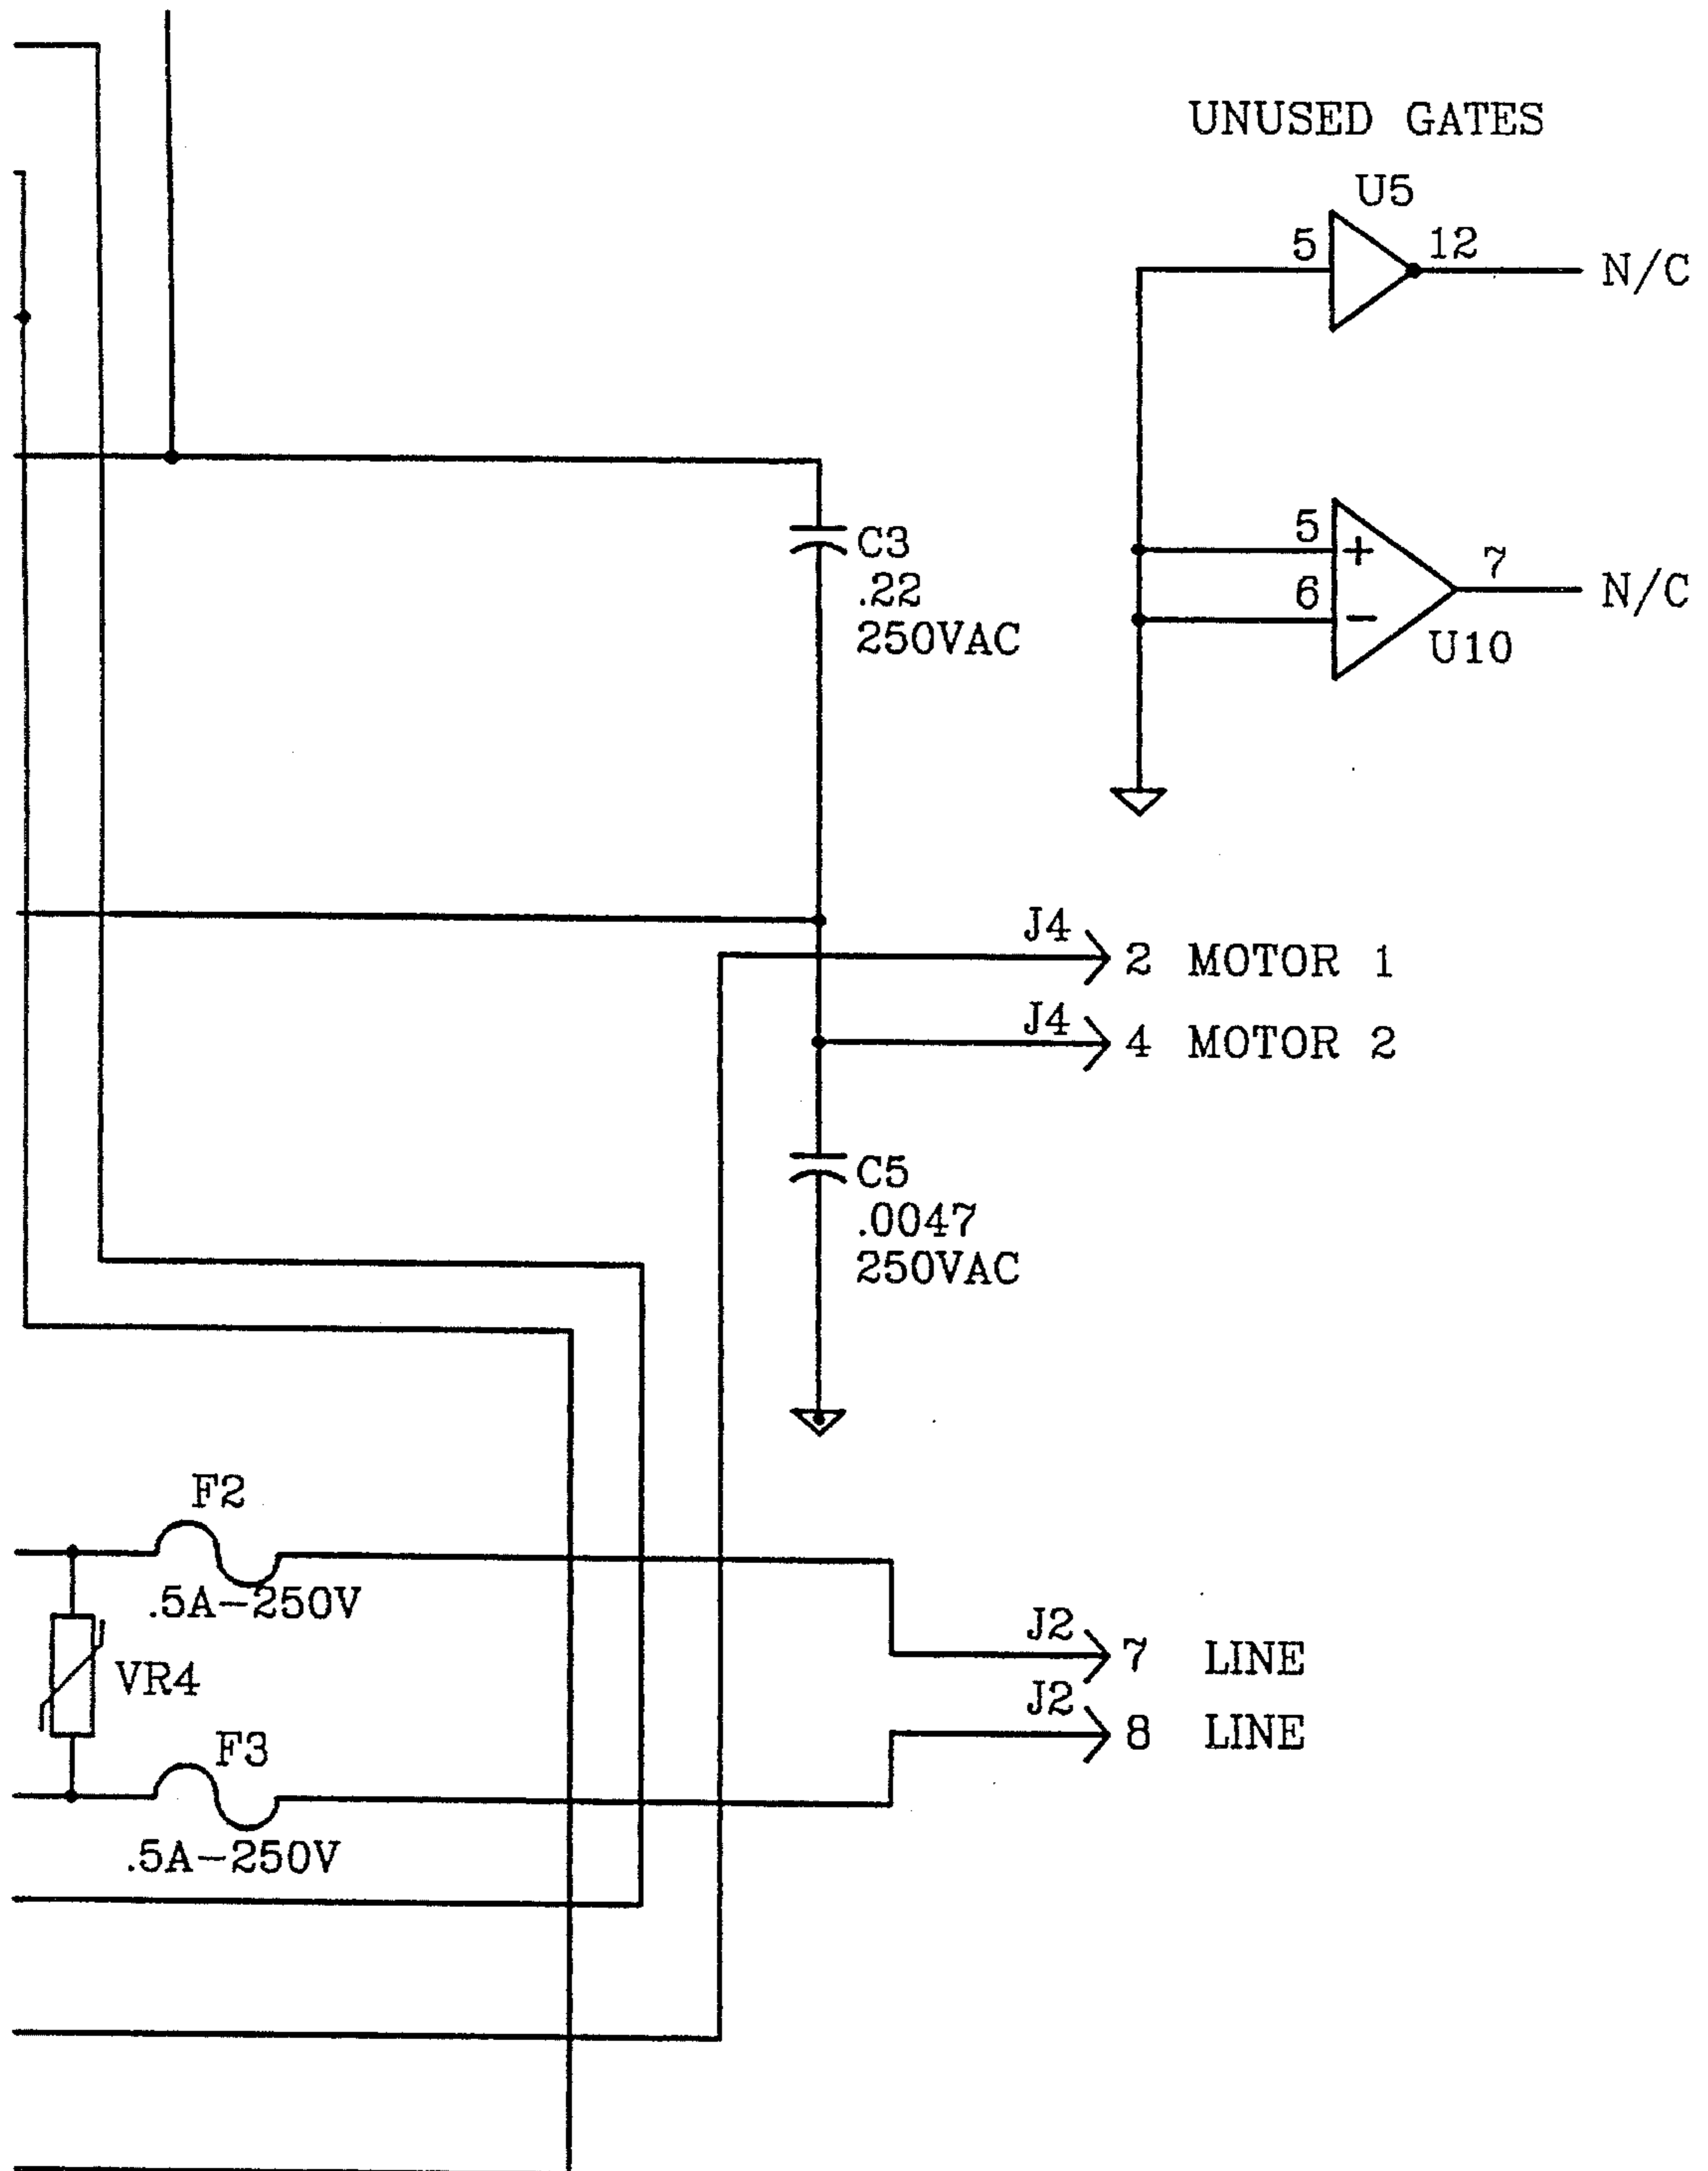 UNUSED GATES
U5
5
12
N/C
5
+
6
-
7
N/C
U10
C3
.22
250VAC
J4
2 MOTOR 1
J4
4 MOTOR 2
C5
.0047
250VAC
F2
.5A-250V
VR4
J2
7 LINE
J2
8 LINE
F3
.5A-250V